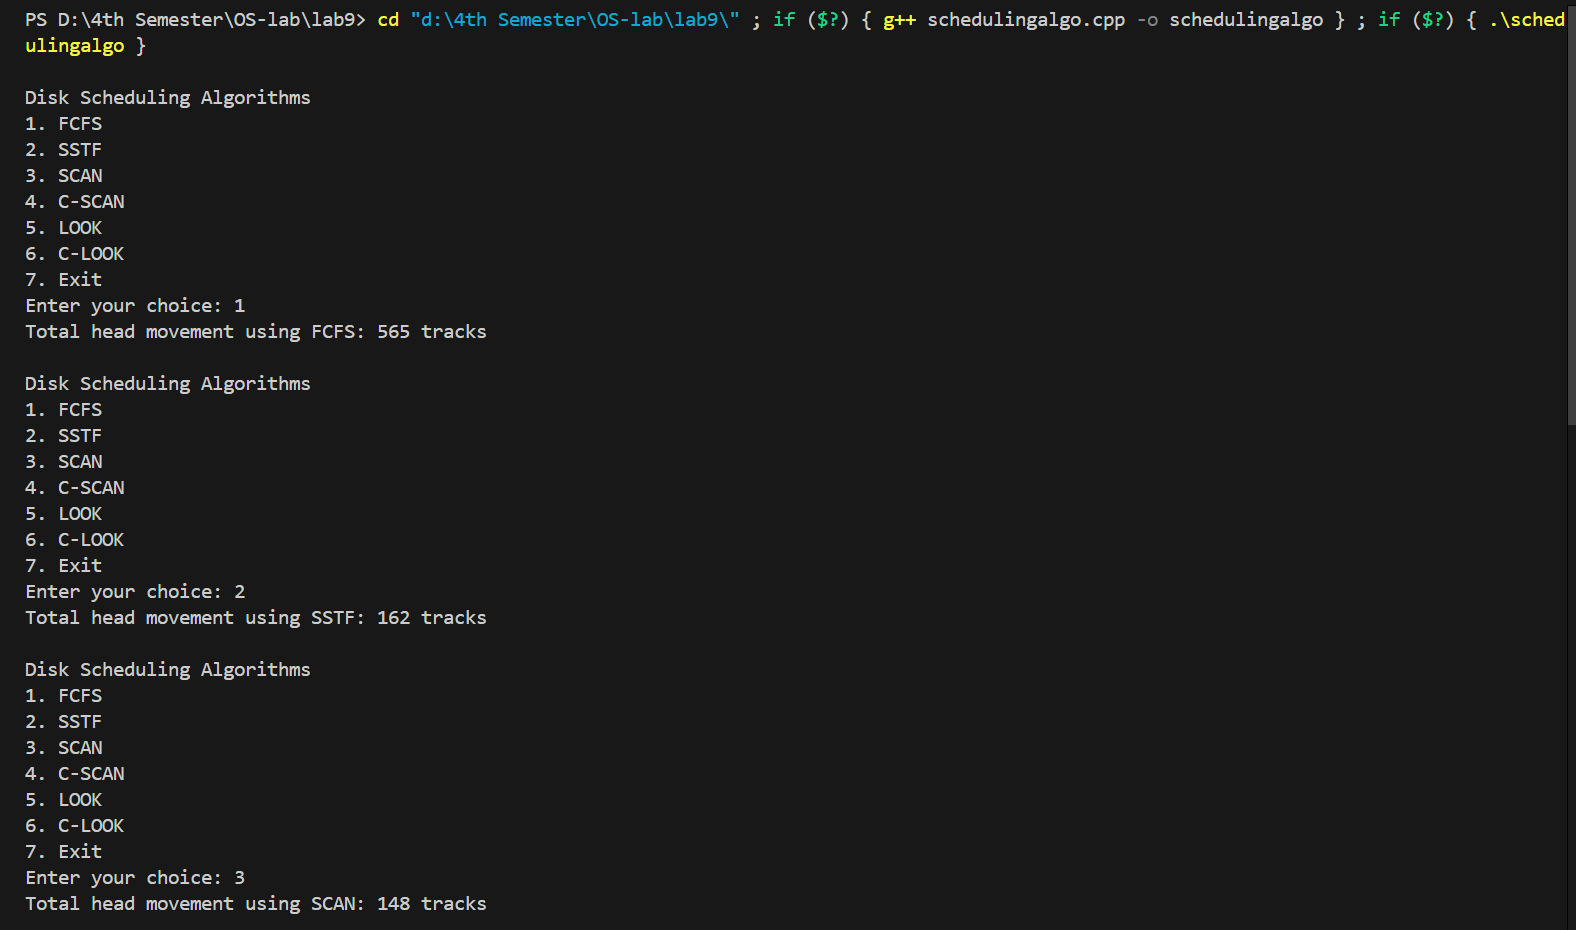 PS D:\4th Semester\OS-lab\lab9> cd "d:\4th Semester\OS-lab\lab9\" ; if ($?) { g++ schedulingalgo.cpp -o schedulingalgo } ; if ($?) { .\sched
ulingalgo }
Disk Scheduling Algorithms
1. FCFS
2. SSTF
3. SCAN
4. C-SCAN
5. LOOK
6. C-LOOK
7. Exit
Enter your choice: 1
Total head movement using FCFS: 565 tracks
Disk Scheduling Algorithms
1. FCFS
2. SSTF
3. SCAN
4. C-SCAN
5. LOOK
6. C-LOOK
7. Exit
Enter your choice: 2
Total head movement using SSTF: 162 tracks
Disk Scheduling Algorithms
1. FCFS
2. SSTF
3. SCAN
4. C-SCAN
5. LOOK
6. C-LOOK
7. Exit
Enter your choice: 3
Total head movement using SCAN: 148 tracks